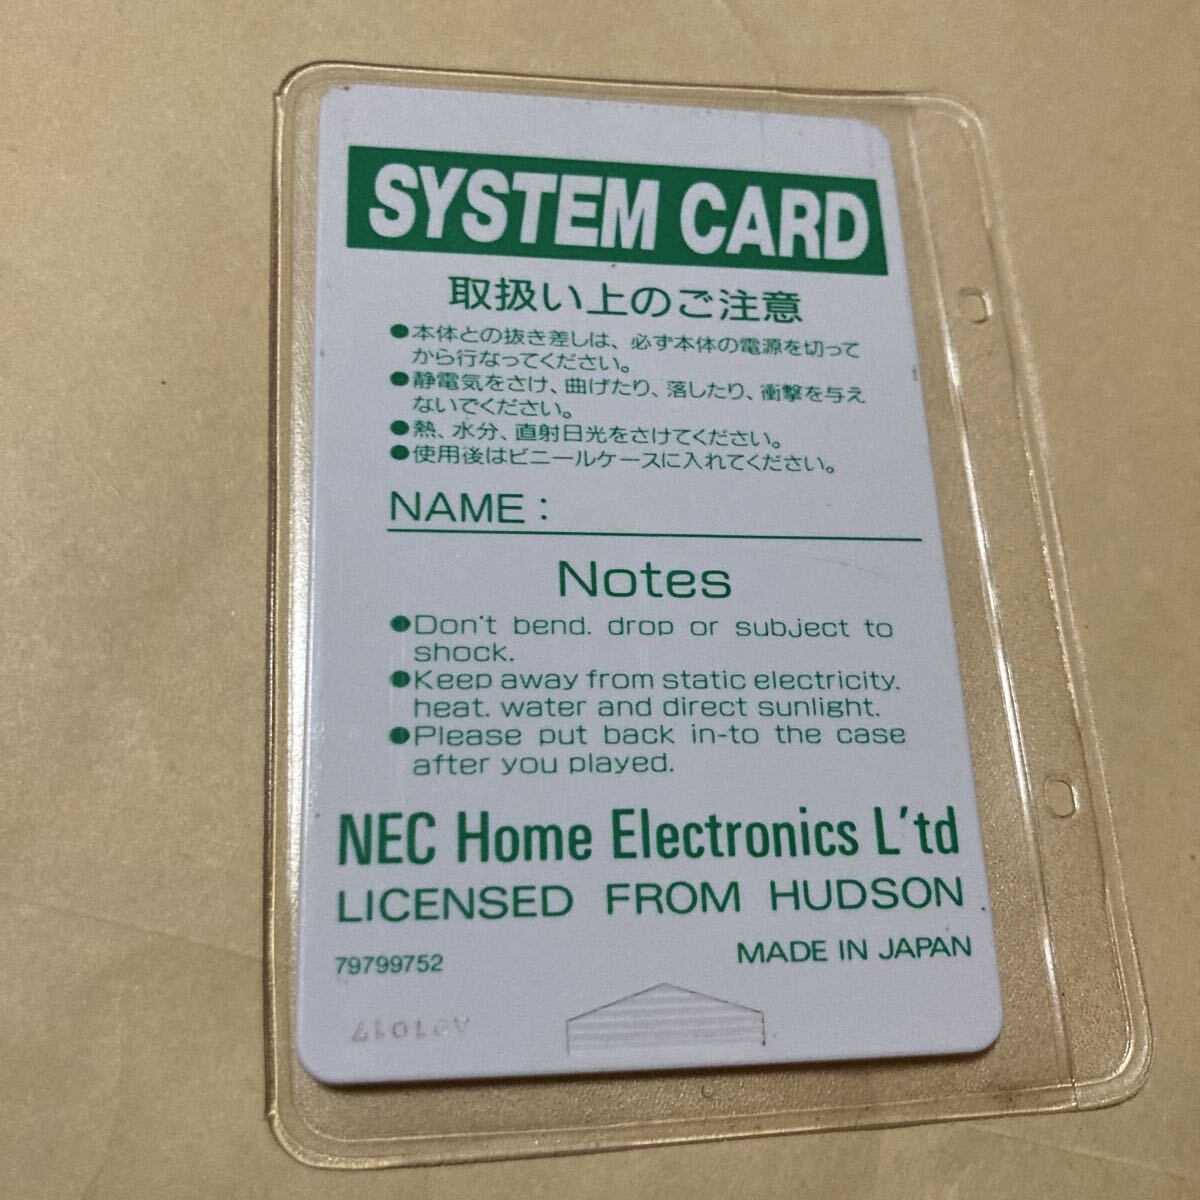 SYSTEM CARD
取扱い上のご注意
●本体との抜き差しは、必ず本体の電源を切って
から行なってください。
●静電気をさけ、曲げたり、落したり、衝撃を与え
ないでください。
●熱、水分、直射日光をさけてください。
●使用後はビニールケースに入れてください。
NAME：
Notes
●Don't bend. drop or subject to
shock.
●Keep away from static electricity.
heat. water and direct sunlight.
●Please put back in-to the case
after you played.
NEC Home Electronics L'td
LICENSED FROM HUDSON
79799752
MADE IN JAPAN